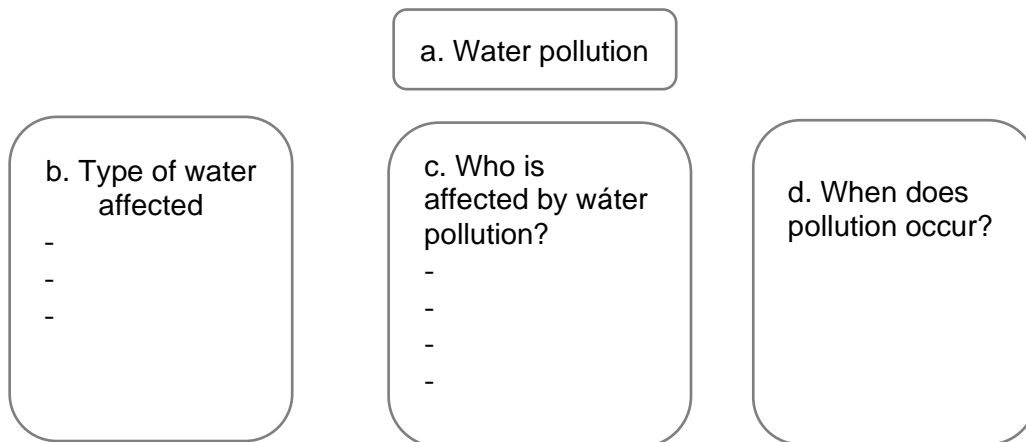 a. Water pollution
b. Type of water
affected
-
-
-
c. Who is
affected by wáter
pollution?
-
-
-
-
d. When does
pollution occur?